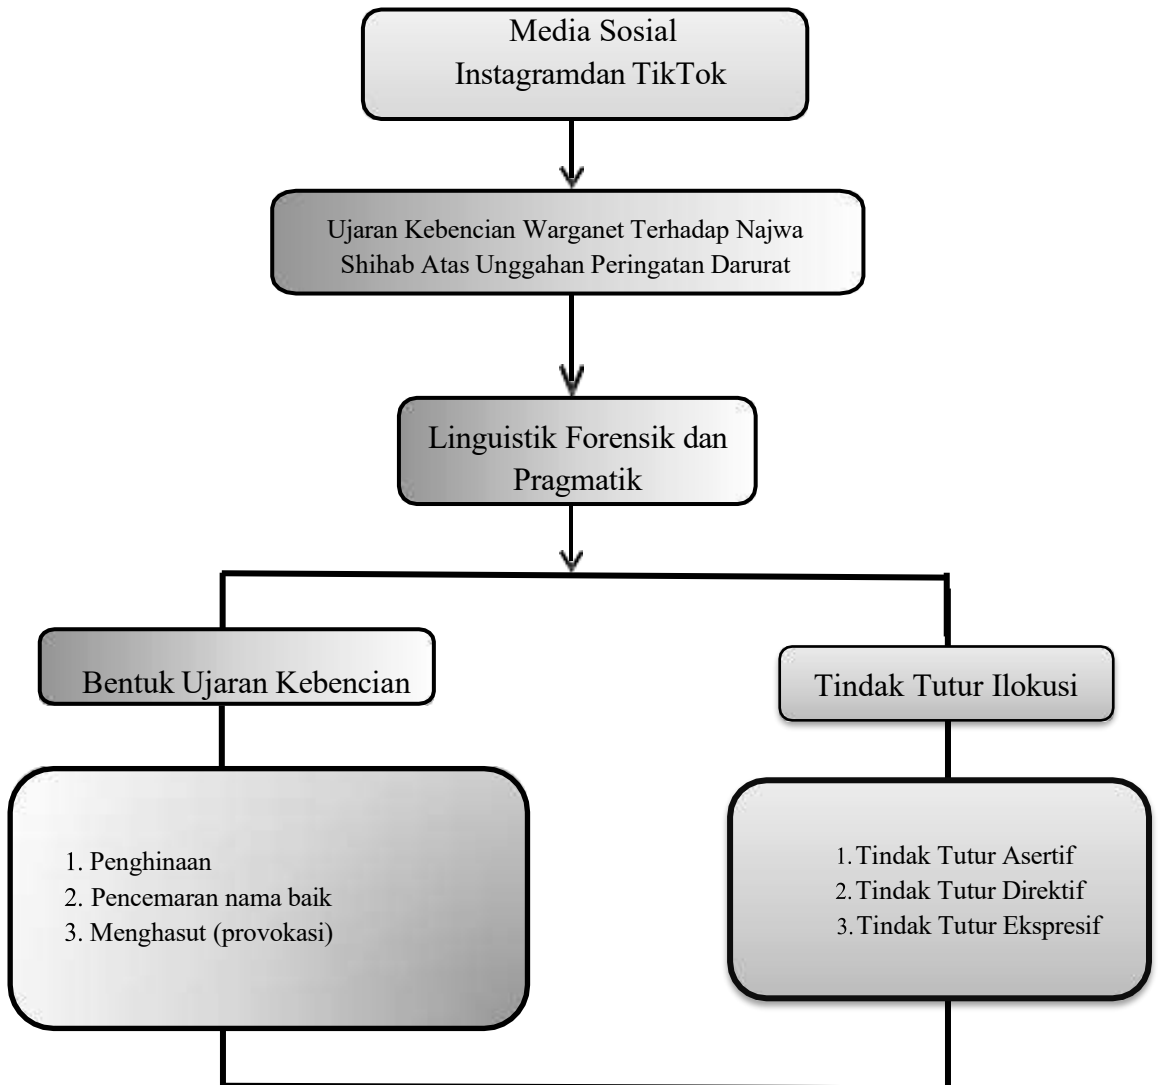 Media Sosial
Instagramdan TikTok
Ujaran Kebencian Warganet Terhadap Najwa
Shihab Atas Unggahan Peringatan Darurat
Linguistik Forensik dan
Pragmatik
Bentuk Ujaran Kebencian
Tindak Tutur Ilokusi
1. Penghinaan
2. Pencemaran nama baik
3. Menghasut (provokasi)
1. Tindak Tutur Asertif
2. Tindak Tutur Direktif
3. Tindak Tutur Ekspresif